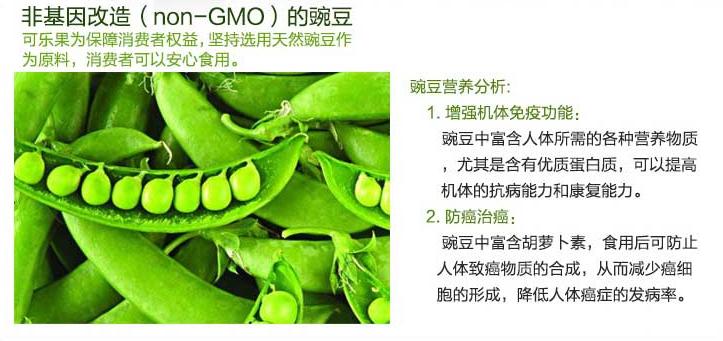 非基因改造（non-GMO）的豌豆
可乐果为保障消费者权益，坚持选用天然豌豆作
为原料，消费者可以安心食用。
豌豆营养分析：
1. 增强机体免疫功能：
豌豆中富含人体所需的各种营养物质
，尤其是含有优质蛋白质，可以提高
机体的抗病能力和康复能力。
2. 防癌治癌：
豌豆中富含胡萝卜素，食用后可防止
人体致癌物质的合成，从而减少癌细
胞的形成，降低人体癌症的发病率。